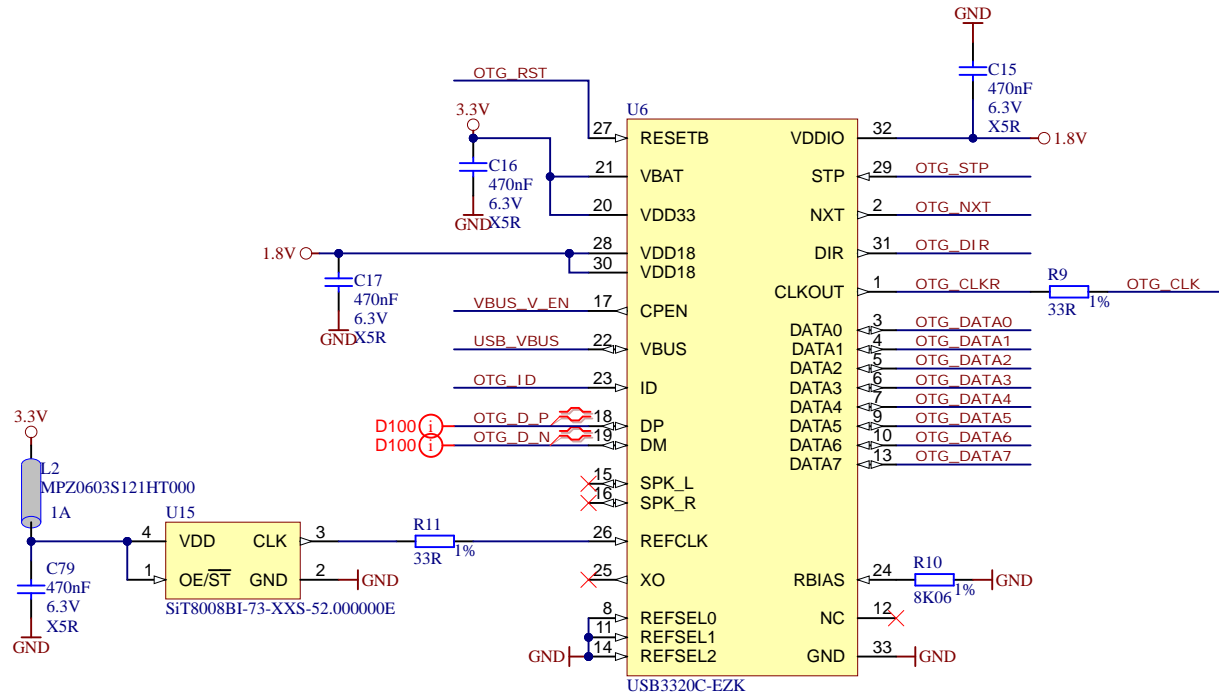 GND
C15
470nF
6.3V
X5R
1.8V
OTG_RST
3.3V
C16
470nF
6.3V
X5R
GND
1.8V
C17
470nF
6.3V
X5R
GND
VBUS_V_EN
USB_VBUS
OTG_ID
D100 i OTG_D_P
D100 i OTG_D_N
U6
27 RESETB
21 VBAT
20 VDD33
28 VDD18
30 VDD18
17 CPEN
22 VBUS
23 ID
18 DP
19 DM
15 SPK_L
16 SPK_R
26 REFCLK
25 XO
8 REFSEL0
11 REFSEL1
14 REFSEL2
GND
VDDIO 32
STP 29 OTG_STP
NXT 2 OTG_NXT
DIR 31 OTG_DIR
CLKOUT 1 OTG_CLKR
R9
33R
1%
OTG_CLK
DATA0 3 OTG_DATA0
DATA1 4 OTG_DATA1
DATA2 5 OTG_DATA2
DATA3 6 OTG_DATA3
DATA4 7 OTG_DATA4
DATA5 9 OTG_DATA5
DATA6 10 OTG_DATA6
DATA7 13 OTG_DATA7
RBIAS 24
R10
8K06
1%
GND
NC 12
GND 33 GND
USB3320C-EZK
3.3V
L2
MPZ0603S121HT000
1A
C79
470nF
6.3V
X5R
GND
U15
4 VDD
CLK 3
1 OE/ST
GND 2 GND
SiT8008BI-73-XXS-52.000000E
R11
33R
1%